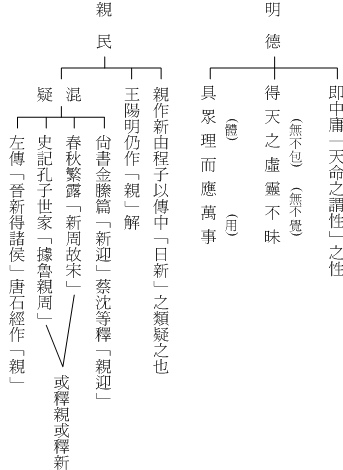 明德
即中庸「天命之謂性」之性
得天之虛靈不昧
(無不包) (無不覺)
具眾理而應萬事
(體) (用)
親民
親作新由程子以傳中「日新」之類疑之也
王陽明仍作「親」解
混疑
尙書金縢篇「新迎」蔡沈等釋「親迎」
春秋繁露「新周故宋」
史記孔子世家「據魯親周」
或釋親或釋新
左傳「晉新得諸侯」唐石經作「親」